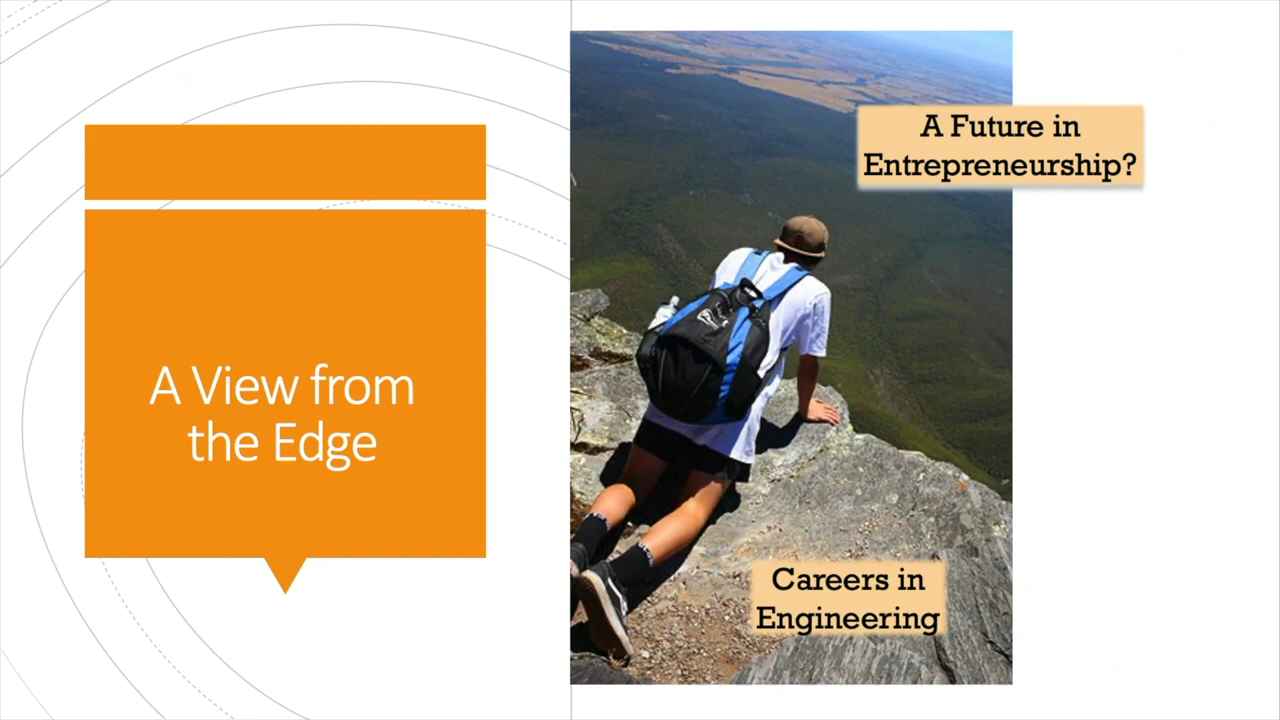 A View from
the Edge
A Future in
Entrepreneurship?
Careers in
Engineering